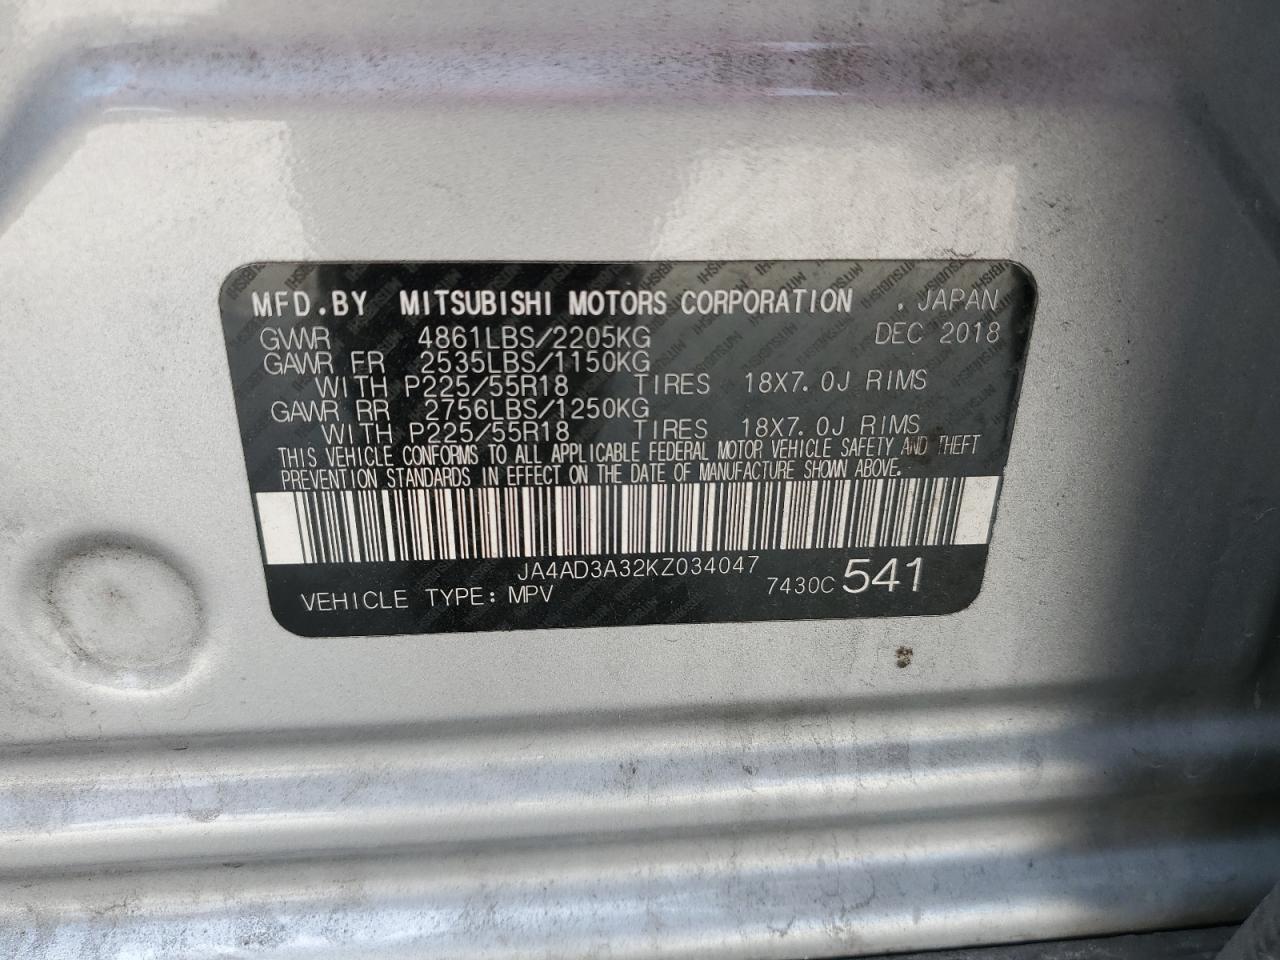 MFD.BY MITSUBISHI MOTORS CORPORATION . JAPAN
GVWR 4861LBS/2205KG DEC 2018
GAWR FR 2535LBS/1150KG
WITH P225/55R18 TIRES 18X7.0J RIMS
GAWR RR 2756LBS/1250KG
WITH P225/55R18 TIRES 18X7.0J RIMS
THIS VEHICLE CONFORMS TO ALL APPLICABLE FEDERAL MOTOR VEHICLE SAFETY AND THEFT
PREVENTION STANDARDS IN EFFECT ON THE DATE OF MANUFACTURE SHOWN ABOVE.
JA4AD3A32KZ034047
VEHICLE TYPE: MPV 7430C 541